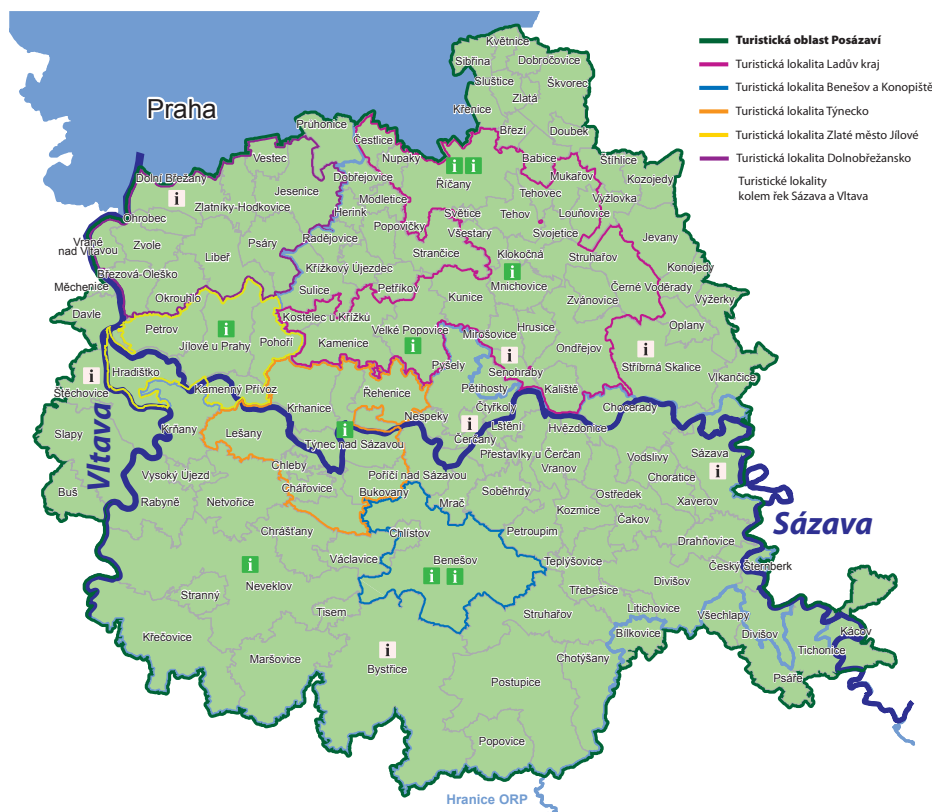 Květnice
Sibřina
Dobročovice
Sluštice
Škvorec
Zlatá
Praha
Křenice
Pruhonice
Čestlice
Březí
Doubek
Vestec
Nupaky
i i
Babice
Štíhlice
Dolní Břežany
Dobřejovice
Říčany
Mukařov
Kozojedy
i
Jesenice
Modletice
Tehovec
Vyžlovka
Zlatníky-Hodkovice
Herink
Světice
Tehov
Louňovice
Ohrobec
Popovičky
Všestary
Svojetice
Jevany
Vrané
nad Vltavou
Zvole
Psáry
Radějovice
Strančice
Klokočná
Struhařov
Libeř
Křížkový Újezdec
i
Konojedy
Březová-Oleško
Mnichovice
Měchenice
Sulice
Petříkov
Černé Voděrady
Okrouhlo
Kunice
Zvánovice
Výžerky
Davle
Kostelec u Křížku
Petrov
i
Velké Popovice
Hrusice
Oplany
Jílové u Prahy
Pohoří
Kamenice
i
Mirošovice
Ondřejov
i
Hradištko
Pyšely
i
Senohraby
Stříbrná Skalice
i
Štěchovice
Kamenný Přívoz
Řehenice
Pětihosty
Kaliště
Vlkančice
Vltava
Krhanice
Nespeky
Čtyřkoly
Chocerady
Slapy
Krňany
Lešany
i
i
Lštění
Hvězdonice
Týnec nad Sázavou
Čerčany
Sázava
Přestavlky u Čerčan
Vodslivy
Vysoký Újezd
Chleby
Vranov
i
Buš
Chářovice
Poříčí nad Sázavou
Choratice
Rabyně
Netvořice
Bukovany
Mrač
Soběhrdy
Ostředek
Xaverov
Kozmice
Čakov
Sázava
Chrášťany
Chlístov
Petroupim
Drahňovice
Václavice
Benešov
Teplýšovice
Český Šternberk
i
i i
Neveklov
Třebešice
Divišov
Stranný
Tisem
Struhařov
Litichovice
Všechlapy
Křečovice
Bílkovice
Divišov
Kácov
i
Tichonice
Maršovice
Bystřice
Chotýšany
Psáře
Postupice
Popovice
Hranice ORP
Turistická oblast Posázaví
Turistická lokalita Ladův kraj
Turistická lokalita Benešov a Konopiště
Turistická lokalita Týnecko
Turistická lokalita Zlaté město Jílové
Turistická lokalita Dolnobřežansko
Turistické lokality
kolem řek Sázava a Vltava